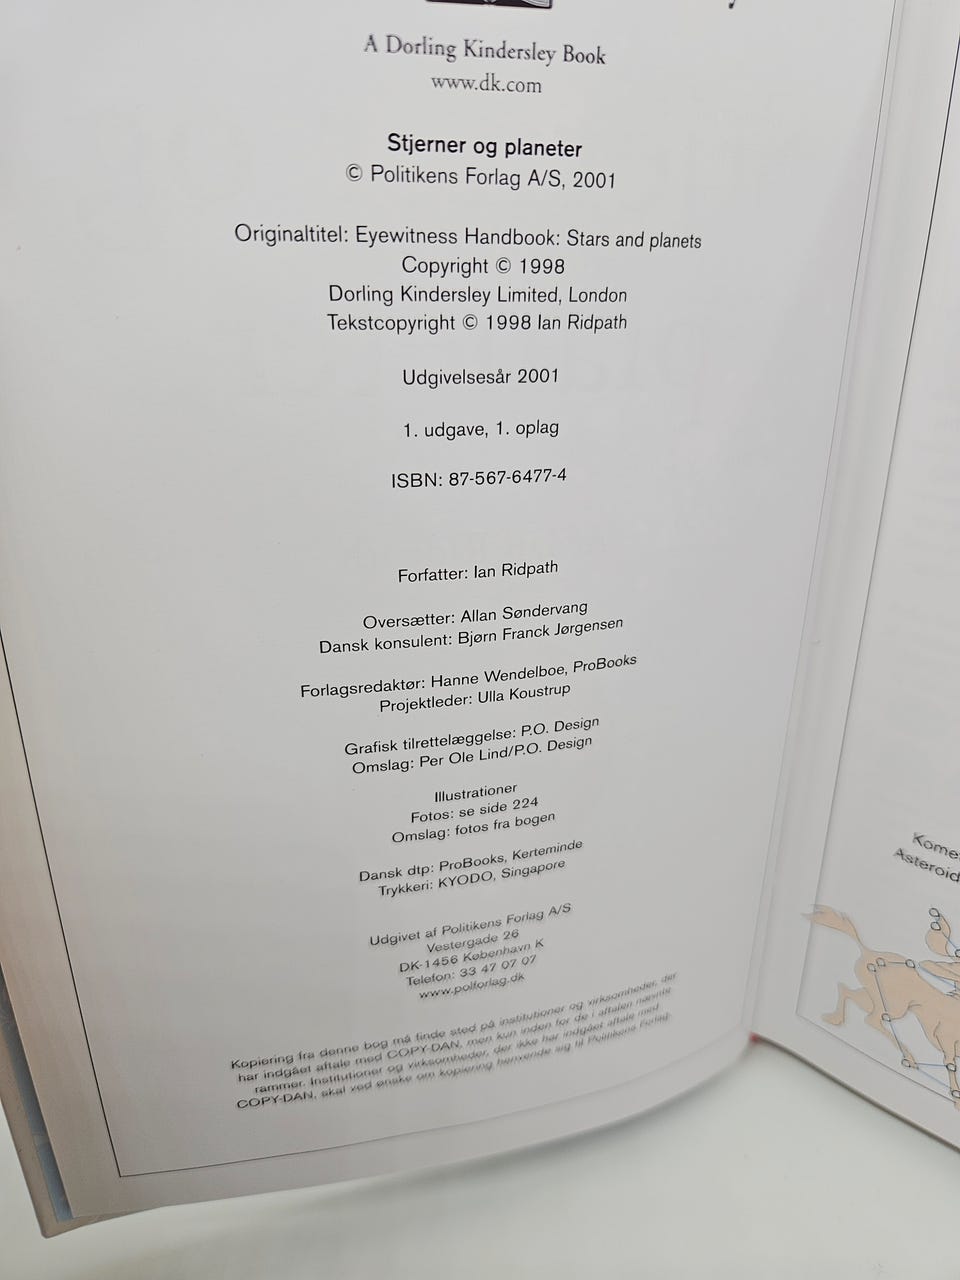 A Dorling Kindersley Book
www.dk.com
Stjerner og planeter
© Politikens Forlag A/S, 2001
Originaltitel: Eyewitness Handbook: Stars and planets
Copyright © 1998
Dorling Kindersley Limited, London
Tekstcopyright © 1998 Ian Ridpath
Udgivelsesår 2001
1. udgave, 1. oplag
ISBN: 87-567-6477-4
Forfatter: Ian Ridpath
Oversætter: Allan Søndervang
Dansk konsulent: Bjørn Franck Jørgensen
Forlagsredaktør: Hanne Wendelboe, ProBooks
Projektleder: Ulla Koustrup
Grafisk tilrettelæggelse: P.O. Design
Omslag: Per Ole Lind/P.O. Design
Illustrationer
Fotos: se side 224
Omslag: fotos fra bogen
Dansk dtp: ProBooks, Kerteminde
Trykkeri: KYODO, Singapore
Udgivet af Politikens Forlag A/S
Vestergade 26
DK-1456 København K
Telefon: 33 47 07 07
www.polforlag.dk
Kopiering fra denne bog må finde sted på institutioner og virksomheder, der
har indgået aftale med COPY-DAN, men kun inden for de i aftalen nævnte
rammer. Institutioner og virksomheder, der ikke har indgået aftale med
COPY-DAN, skal ved ønske om kopiering henvende sig til Politikens Forlag.
Kome
Asteroid